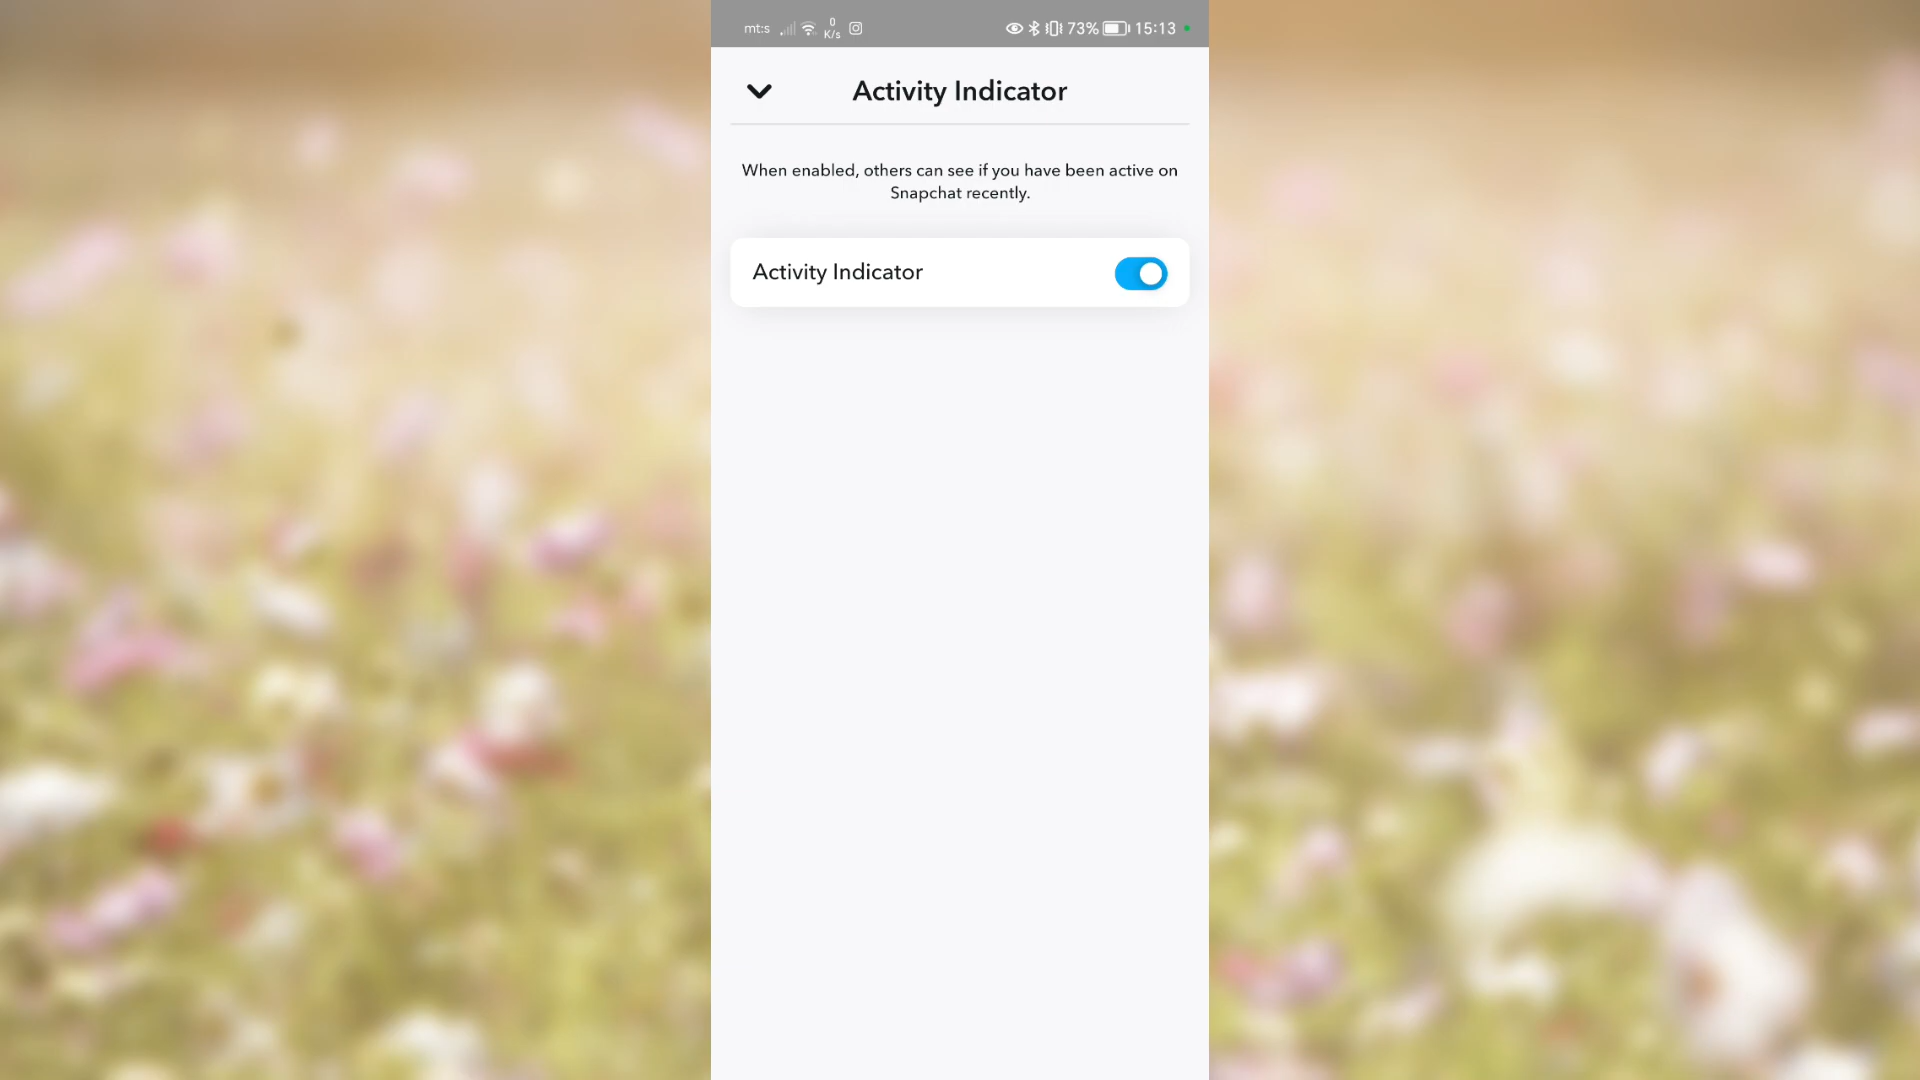 mt:s 0 K/s 73% 15:13
Activity Indicator
When enabled, others can see if you have been active on
Snapchat recently.
Activity Indicator